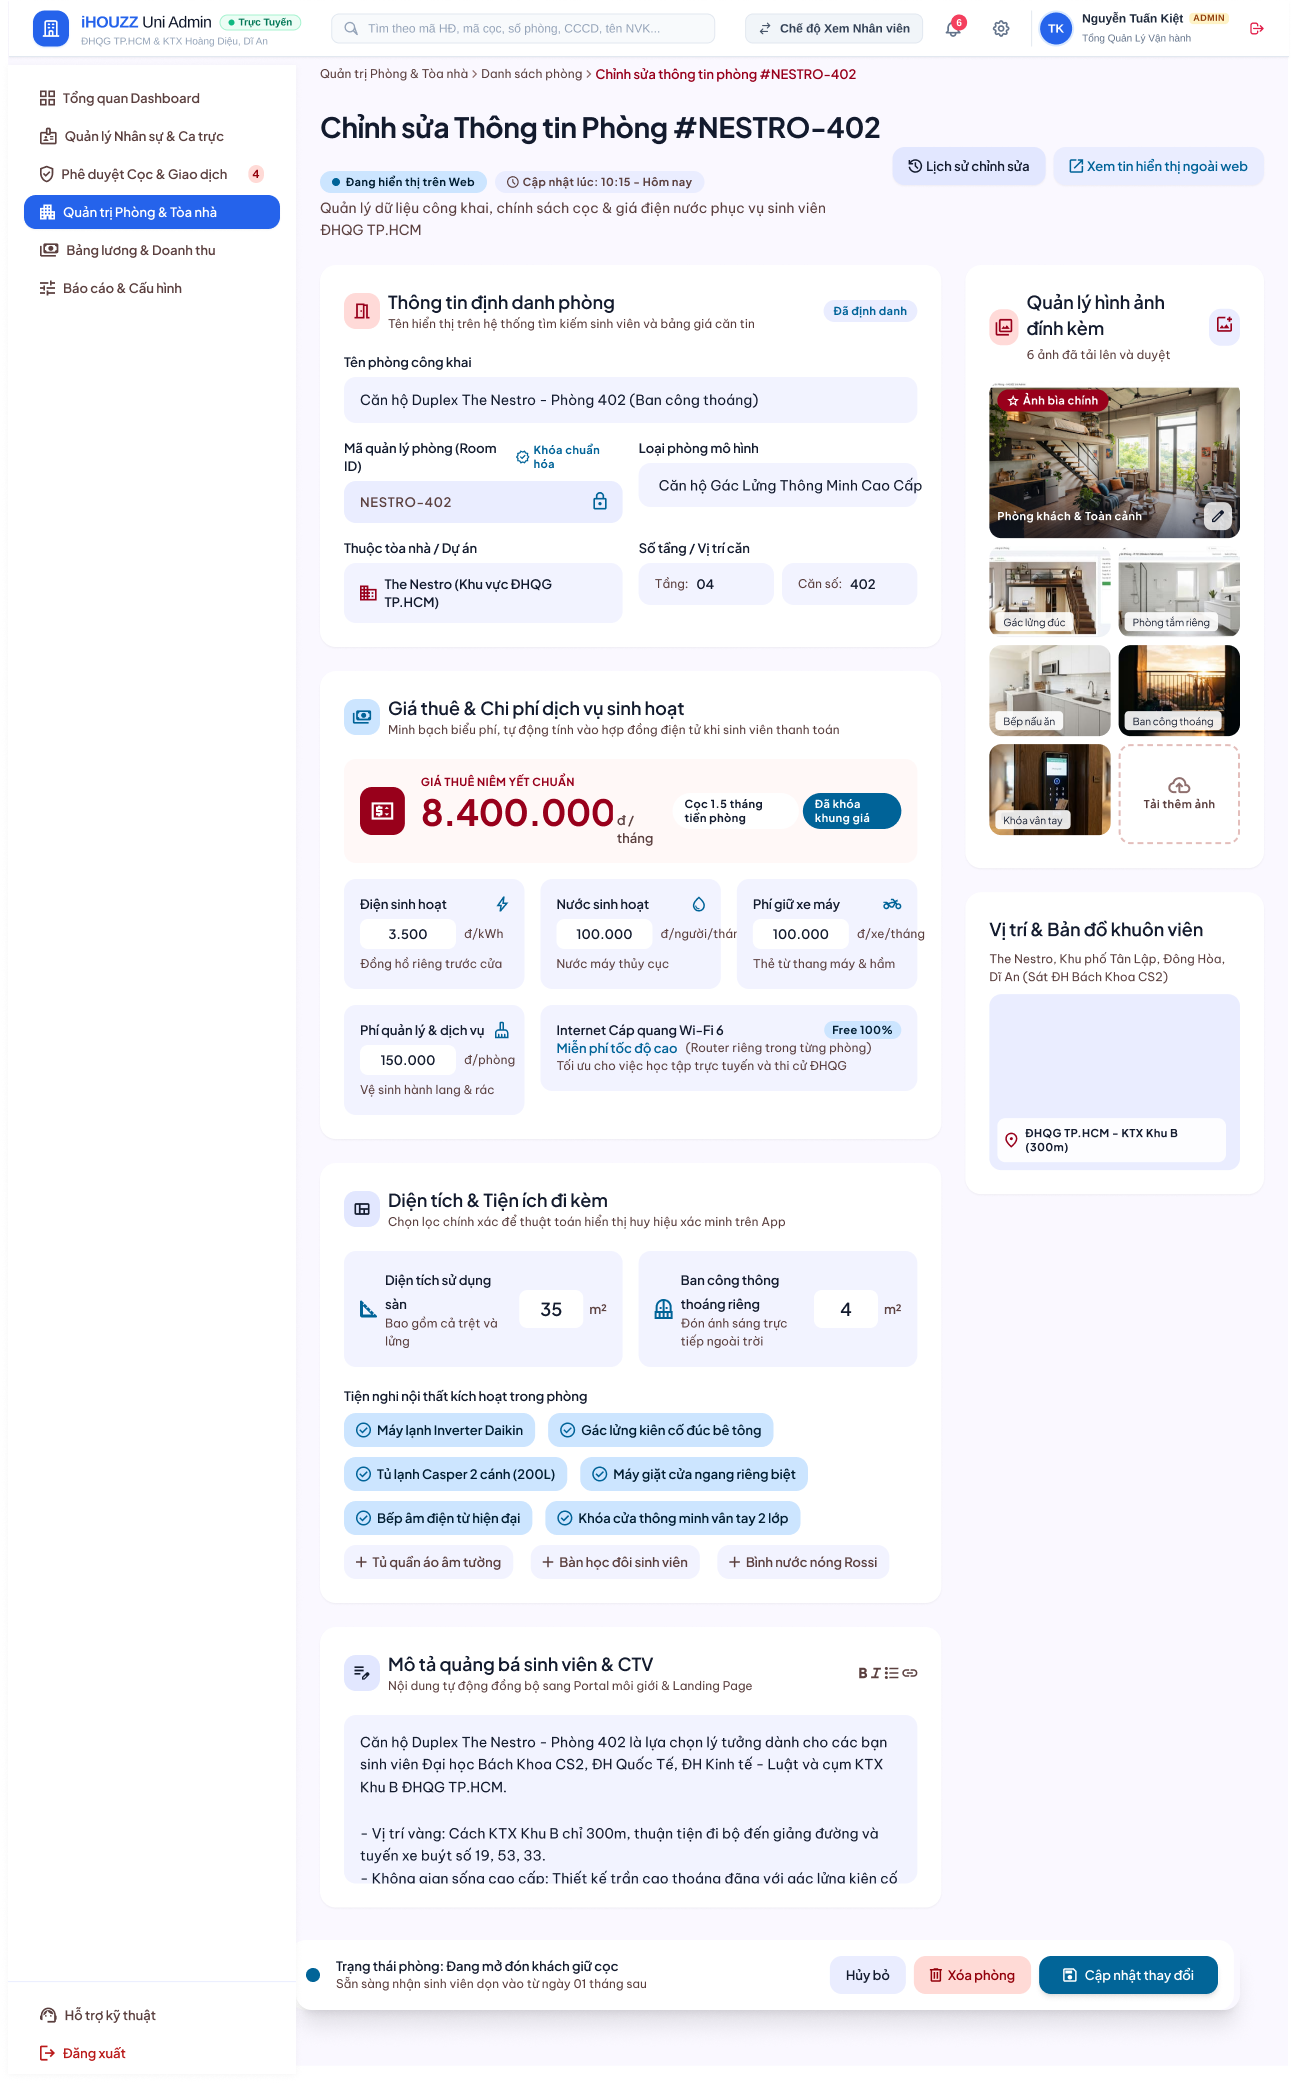 iHOUZZ Uni Admin
Trực Tuyến
ĐHQG TP.HCM & KTX Hoàng Diệu, Dĩ An
Tìm theo mã HĐ, mã cọc, số phòng, CCCD, tên NVK...
Chế độ Xem Nhân viên
6
TK
Nguyễn Tuấn Kiệt ADMIN
Tổng Quản Lý Vận hành
Tổng quan Dashboard
Quản lý Nhân sự & Ca trực
Phê duyệt Cọc & Giao dịch 4
Quản trị Phòng & Tòa nhà
Bảng lương & Doanh thu
Báo cáo & Cấu hình
Hỗ trợ kỹ thuật
Đăng xuất
Quản trị Phòng & Tòa nhà > Danh sách phòng > Chỉnh sửa thông tin phòng #NESTRO-402
Chỉnh sửa Thông tin Phòng #NESTRO-402
Đang hiển thị trên Web
Cập nhật lúc: 10:15 - Hôm nay
Quản lý dữ liệu công khai, chính sách cọc & giá điện nước phục vụ sinh viên
ĐHQG TP.HCM
Lịch sử chỉnh sửa
Xem tin hiển thị ngoài web
Thông tin định danh phòng
Tên hiển thị trên hệ thống tìm kiếm sinh viên và bảng giá căn tin
Đã định danh
Tên phòng công khai
Căn hộ Duplex The Nestro - Phòng 402 (Ban công thoáng)
Mã quản lý phòng (Room
ID)
Khóa chuẩn
hóa
NESTRO-402
Loại phòng mô hình
Căn hộ Gác Lửng Thông Minh Cao Cấp
Thuộc tòa nhà / Dự án
The Nestro (Khu vực ĐHQG
TP.HCM)
Số tầng / Vị trí căn
Tầng: 04
Căn số: 402
Giá thuê & Chi phí dịch vụ sinh hoạt
Minh bạch biểu phí, tự động tính vào hợp đồng điện tử khi sinh viên thanh toán
GIÁ THUÊ NIÊM YẾT CHUẨN
8.400.000 đ /
tháng
Cọc 1.5 tháng
tiền phòng
Đã khóa
khung giá
Điện sinh hoạt
3.500 đ/kWh
Đồng hồ riêng trước cửa
Nước sinh hoạt
100.000 đ/người/thán
Nước máy thủy cục
Phí giữ xe máy
100.000 đ/xe/tháng
Thẻ từ thang máy & hầm
Phí quản lý & dịch vụ
150.000 đ/phòng
Vệ sinh hành lang & rác
Internet Cáp quang Wi-Fi 6
Free 100%
Miễn phí tốc độ cao (Router riêng trong từng phòng)
Tối ưu cho việc học tập trực tuyến và thi cử ĐHQG
Diện tích & Tiện ích đi kèm
Chọn lọc chính xác để thuật toán hiển thị huy hiệu xác minh trên App
Diện tích sử dụng
sàn
Bao gồm cả trệt và
lửng
35 m²
Ban công thông
thoáng riêng
Đón ánh sáng trực
tiếp ngoài trời
4 m²
Tiện nghi nội thất kích hoạt trong phòng
Máy lạnh Inverter Daikin
Gác lửng kiên cố đúc bê tông
Tủ lạnh Casper 2 cánh (200L)
Máy giặt cửa ngang riêng biệt
Bếp âm điện từ hiện đại
Khóa cửa thông minh vân tay 2 lớp
+ Tủ quần áo âm tường
+ Bàn học đôi sinh viên
+ Bình nước nóng Rossi
Mô tả quảng bá sinh viên & CTV
Nội dung tự động đồng bộ sang Portal môi giới & Landing Page
B I
Căn hộ Duplex The Nestro - Phòng 402 là lựa chọn lý tưởng dành cho các bạn
sinh viên Đại học Bách Khoa CS2, ĐH Quốc Tế, ĐH Kinh tế - Luật và cụm KTX
Khu B ĐHQG TP.HCM.
- Vị trí vàng: Cách KTX Khu B chỉ 300m, thuận tiện đi bộ đến giảng đường và
tuyến xe buýt số 19, 53, 33.
- Không gian sống cao cấp: Thiết kế trần cao thoáng đãng với gác lửng kiên cố
Quản lý hình ảnh
đính kèm
6 ảnh đã tải lên và duyệt
Ảnh bìa chính
Phòng khách & Toàn cảnh
Gác lửng đúc
Phòng tắm riêng
Bếp nấu ăn
Ban công thoáng
Khóa vân tay
Tải thêm ảnh
Vị trí & Bản đồ khuôn viên
The Nestro, Khu phố Tân Lập, Đông Hòa,
Dĩ An (Sát ĐH Bách Khoa CS2)
ĐHQG TP.HCM - KTX Khu B
(300m)
Trạng thái phòng: Đang mở đón khách giữ cọc
Sẵn sàng nhận sinh viên dọn vào từ ngày 01 tháng sau
Hủy bỏ
Xóa phòng
Cập nhật thay đổi